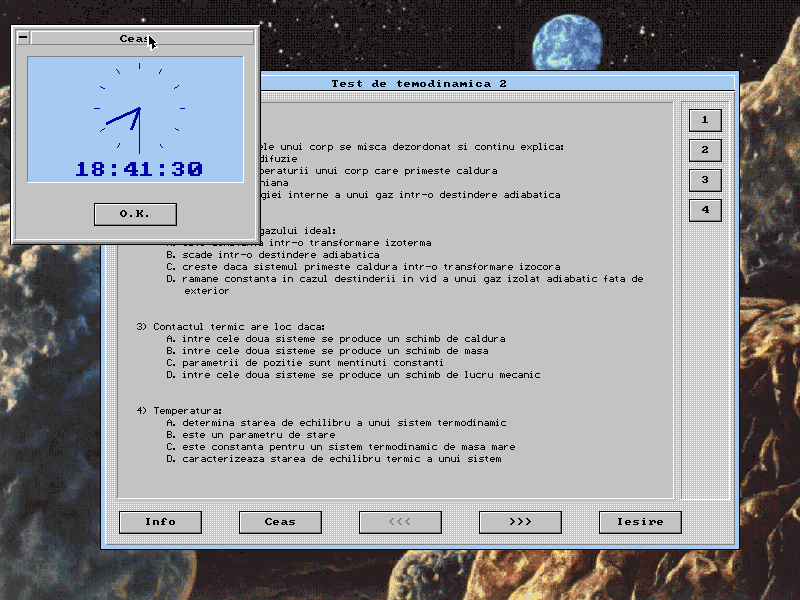 Ceas
18:41:30
O.K.
Test de temodinamica 2
ele unui corp se misca dezordonat si continu explica:
difuzie
peraturii unui corp care primeste caldura
niana
giei interne a unui gaz intr-o destindere adiabatica
gazului ideal:
intr-o transformare izoterma
B. scade intr-o destindere adiabatica
C. creste daca sistemul primeste caldura intr-o transformare izocora
D. ramane constanta in cazul destinderii in vid a unui gaz izolat adiabatic fata de
exterior
3) Contactul termic are loc daca:
A. intre cele doua sisteme se produce un schimb de caldura
B. intre cele doua sisteme se produce un schimb de masa
C. parametrii de pozitie sunt mentinuti constanti
D. intre cele doua sisteme se produce un schimb de lucru mecanic
4) Temperatura:
A. determina starea de echilibru a unui sistem termodinamic
B. este un parametru de stare
C. este constanta pentru un sistem termodinamic de masa mare
D. caracterizeaza starea de echilibru termic a unui sistem
1
2
3
4
Info
Ceas
<<<
>>>
Iesire